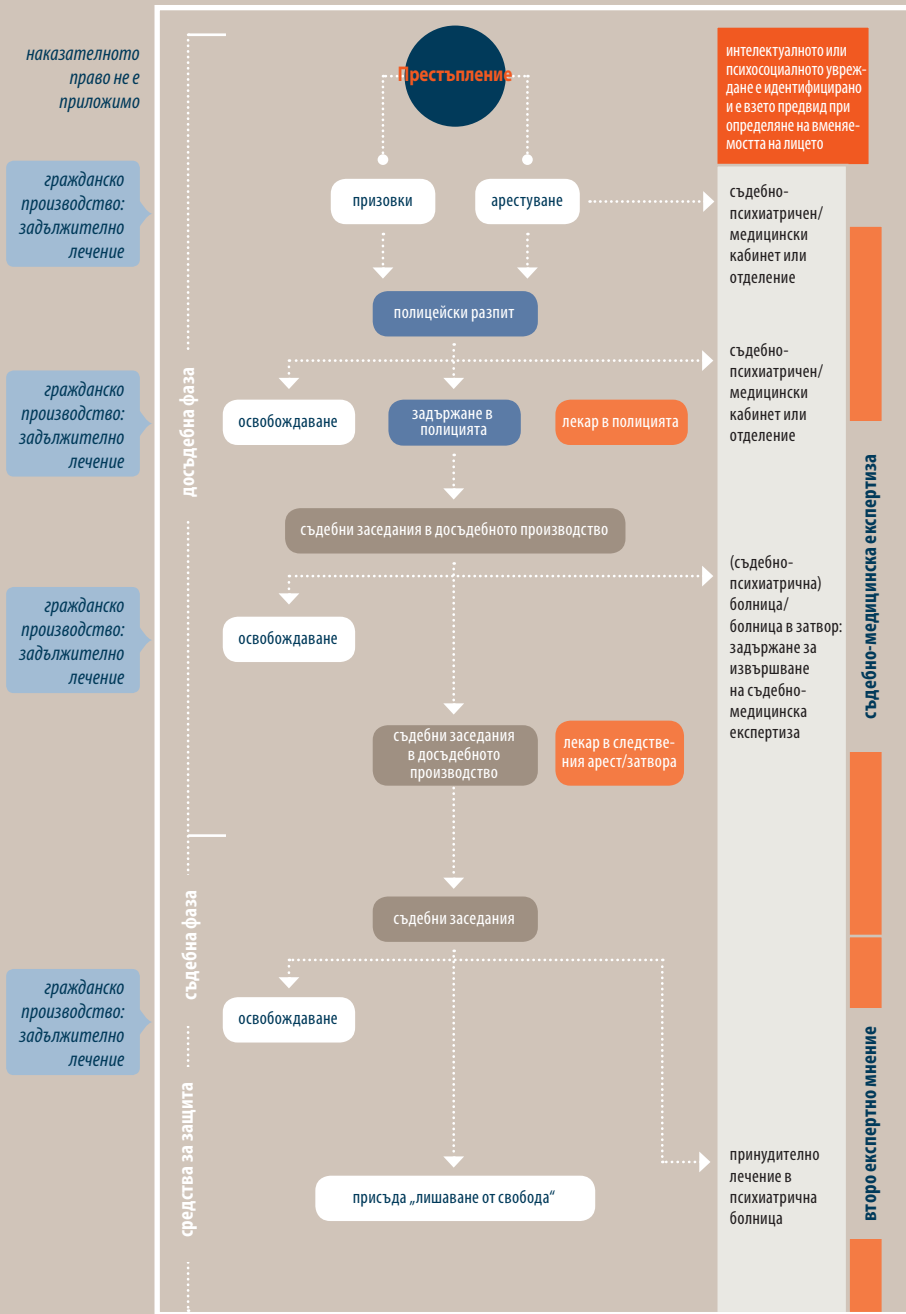 наказателното
право не е
приложимо
Престъпление
интелектуалното или
психосоциалното увреж-
дане е идентифицирано
и е взето предвид при
определяне на вменяе-
мостта на лицето
гражданско
производство:
задължително
лечение
призовки
арестуване
съдебно-
психиатричен/
медицински
кабинет или
отделение
полицейски разпит
досъдебна фаза
гражданско
производство:
задължително
лечение
освобождаване
задържане в
полицията
лекар в полицията
съдебно-
психиатричен/
медицински
кабинет или
отделение
съдебно-медицинска експертиза
съдебни заседания в досъдебното производство
гражданско
производство:
задължително
лечение
освобождаване
(съдебно-
психиатрична)
болница/
болница в затвор:
задържане за
извършване
на съдебно-
медицинска
експертиза
съдебни заседания
в досъдебното
производство
лекар в следстве-
ния арест/затвора
съдебна фаза
съдебни заседания
гражданско
производство:
задължително
лечение
освобождаване
средства за защита
второ експертно мнение
присъда „лишаване от свобода“
принудително
лечение в
психиатрична
болница